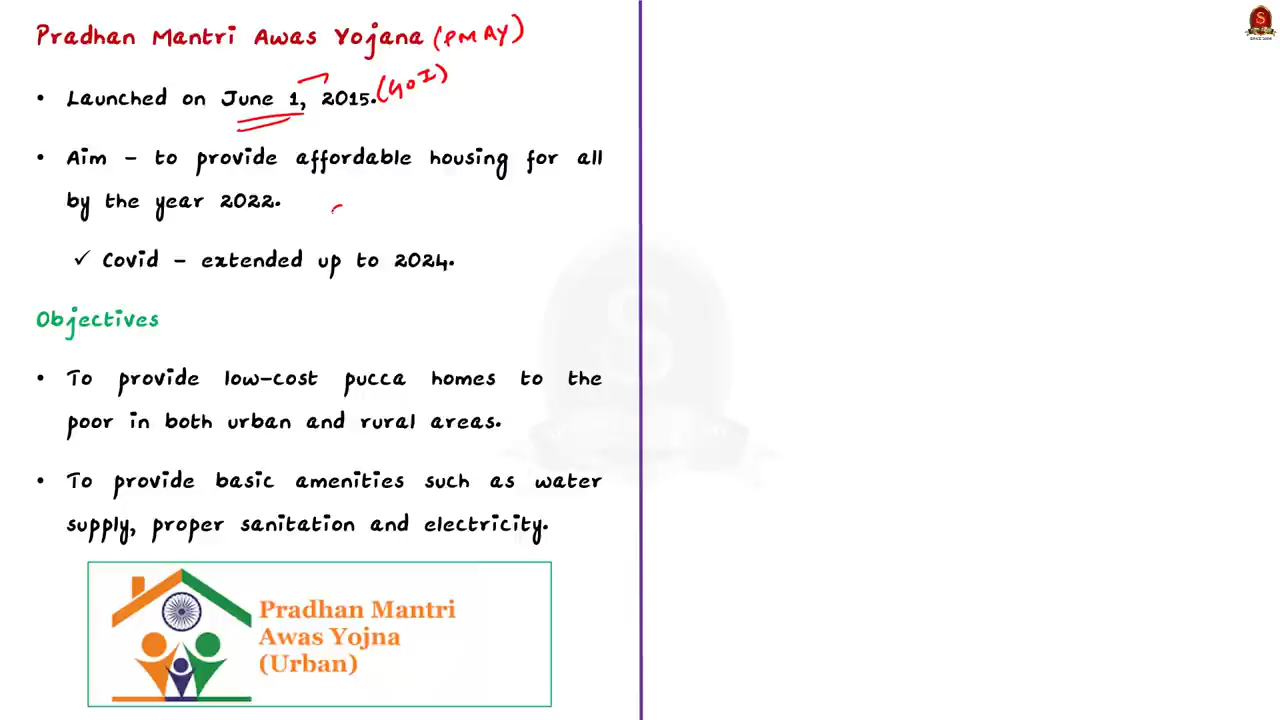 Pradhan Mantri Awas Yojana (PMAY)
• Launched on June 1, 2015. (GOI)
• Aim - to provide affordable housing for all
by the year 2022.
✓ Covid - extended up to 2024.
Objectives
• To provide low-cost pucca homes to the
poor in both urban and rural areas.
• To provide basic amenities such as water
supply, proper sanitation and electricity.
Pradhan Mantri
Awas Yojna
(Urban)
S